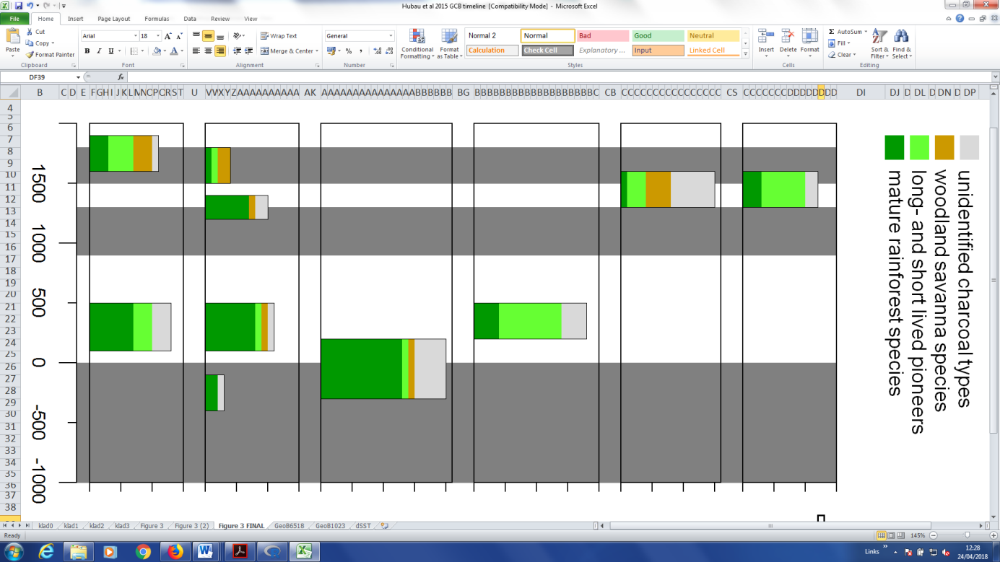 Hubau et al 2015 GCB timeline [Compatibility Mode] - Microsoft Excel
File Home Insert Page Layout Formulas Data Review View
Cut
Copy
Format Painter
Paste
Clipboard
Arial 18
B I U
Font
Wrap Text
Merge & Center
Alignment
General
Number
Conditional Formatting
Format as Table
Normal 2 Normal Bad Good Neutral
Calculation Check Cell Explanatory ... Input Linked Cell
Styles
Insert Delete Format
Cells
AutoSum
Fill
Clear
Sort & Filter
Find & Select
Editing
DF39 fx
B C D E F G H I J K L M N O P Q R S T U V W X Y Z A A A A A A A A A A AK BG CB CS DI DJ D DL D DN D DP
4
5
6
7
8
9
10
11
12
13
14
15
16
17
18
19
20
21
22
23
24
25
26
27
28
29
30
31
32
33
34
35
36
37
38
1500
1000
500
0
-500
-1000
unidentified charcoal types
woodland savanna species
long- and short lived pioneers
mature rainforest species
klad0 klad1 klad2 klad3 Figure 3 Figure 3 (2) Figure 3 FINAL GeoB6518 GeoB1023 dSST
Ready 145%
Links 12:28
24/04/2018